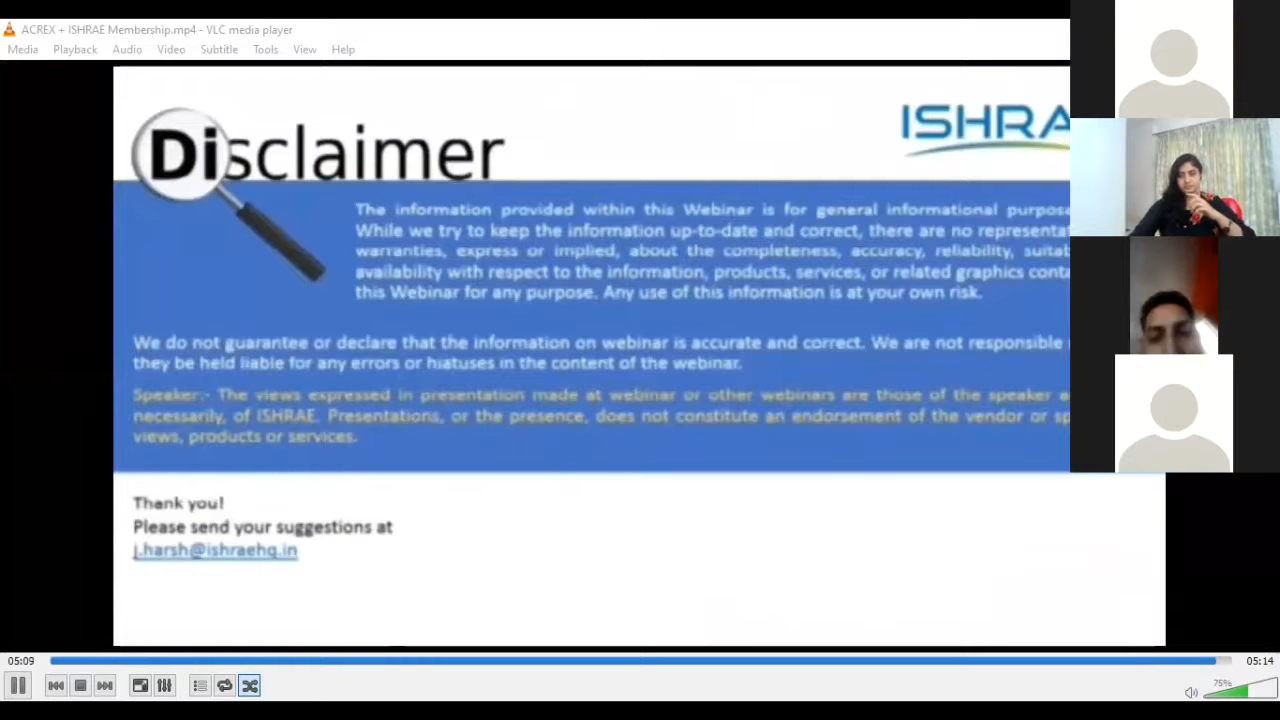 ACREX + ISHRAE Membership.mp4 - VLC media player
Media Playback Audio Video Subtitle Tools View Help
Disclaimer
ISHRA
The information provided within this Webinar is for general informational purpos
While we try to keep the information up-to-date and correct, there are no representat
warranties, express or implied, about the completeness, accuracy, reliability, suitab
availability with respect to the information, products, services, or related graphics conta
this Webinar for any purpose. Any use of this information is at your own risk.
We do not guarantee or declare that the information on webinar is accurate and correct. We are not responsible
they be held liable for any errors or hiatuses in the content of the webinar.
Speaker:- The views expressed in presentation made at webinar or other webinars are those of the speaker a
necessarily, of ISHRAE. Presentations, or the presence, does not constitute an endorsement of the vendor or sp
views, products or services.
Thank you!
Please send your suggestions at
j.harsh@ishraehq.in
05:09
05:14
75%